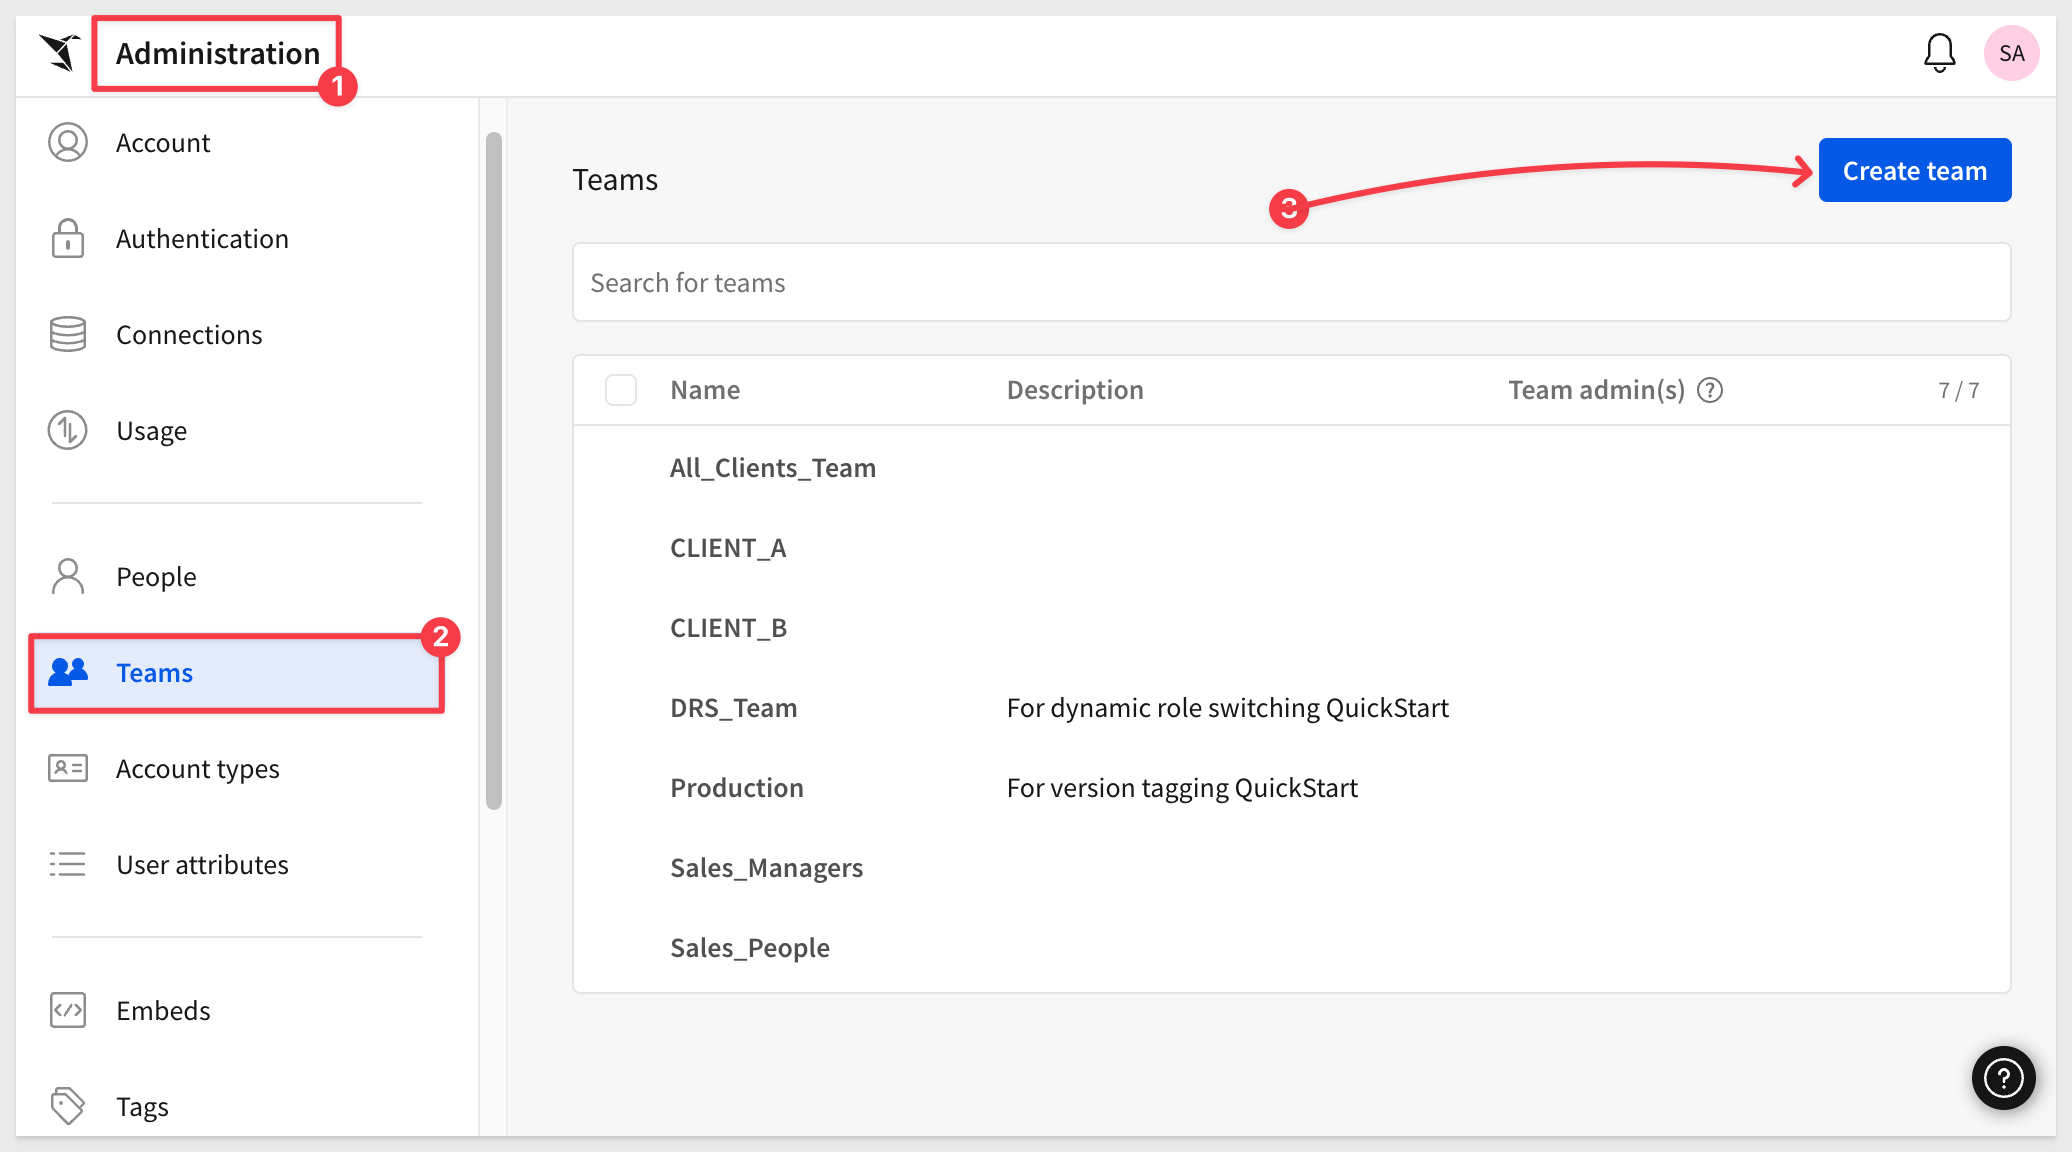 Administration
1
SA
Account
Authentication
Connections
Usage
People
Teams
2
Account types
User attributes
Embeds
Tags
Teams
3
Create team
Search for teams
Name Description Team admin(s) ? 7 / 7
All_Clients_Team
CLIENT_A
CLIENT_B
DRS_Team For dynamic role switching QuickStart
Production For version tagging QuickStart
Sales_Managers
Sales_People
?